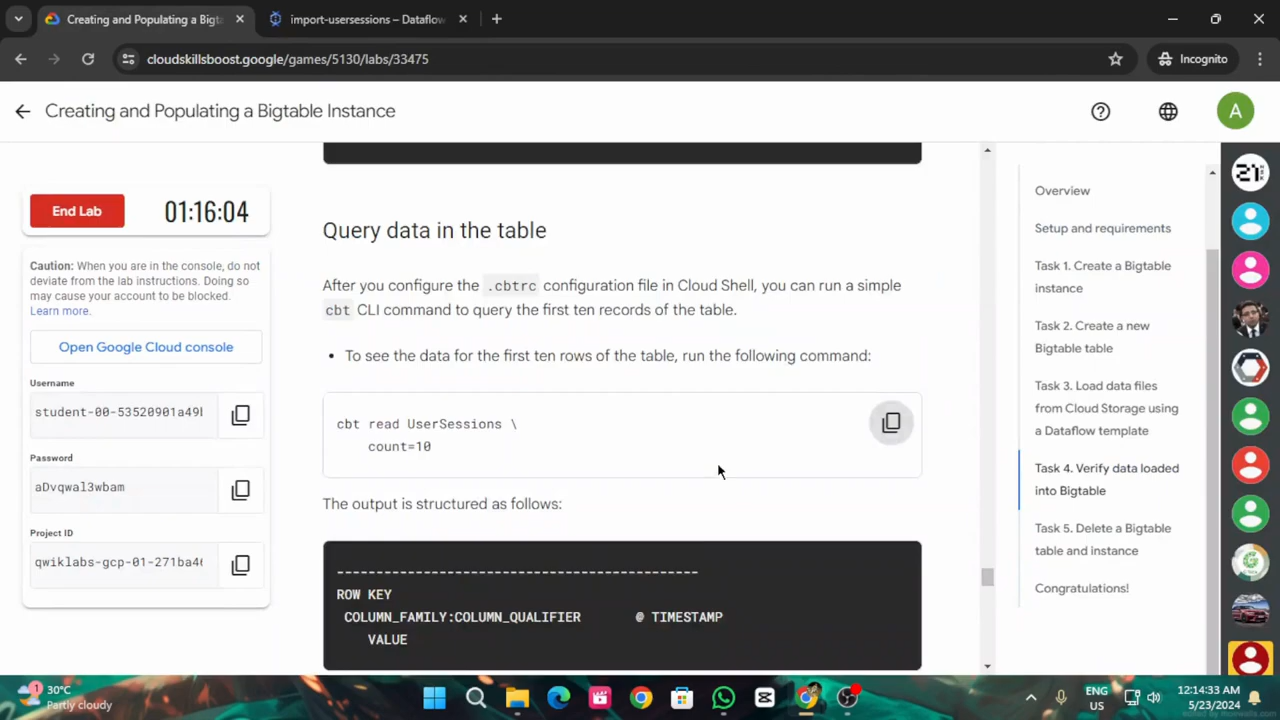 Creating and Populating a Bigta
import-usersessions – Dataflow
cloudskillsboost.google/games/5130/labs/33475
Incognito
Creating and Populating a Bigtable Instance
A
End Lab
01:16:04
Caution: When you are in the console, do not
deviate from the lab instructions. Doing so
may cause your account to be blocked.
Learn more.
Open Google Cloud console
Username
student-00-53520901a49b
Password
aDvqwal3wbam
Project ID
qwiklabs-gcp-01-271ba46
Query data in the table
After you configure the .cbtrc configuration file in Cloud Shell, you can run a simple
cbt CLI command to query the first ten records of the table.
• To see the data for the first ten rows of the table, run the following command:
cbt read UserSessions \
count=10
The output is structured as follows:
----------------------------------------------
ROW KEY
COLUMN_FAMILY:COLUMN_QUALIFIER @ TIMESTAMP
VALUE
Overview
Setup and requirements
Task 1. Create a Bigtable
instance
Task 2. Create a new
Bigtable table
Task 3. Load data files
from Cloud Storage using
a Dataflow template
Task 4. Verify data loaded
into Bigtable
Task 5. Delete a Bigtable
table and instance
Congratulations!
21
1
30°C
Partly cloudy
ENG
US
12:14:33 AM
5/23/2024